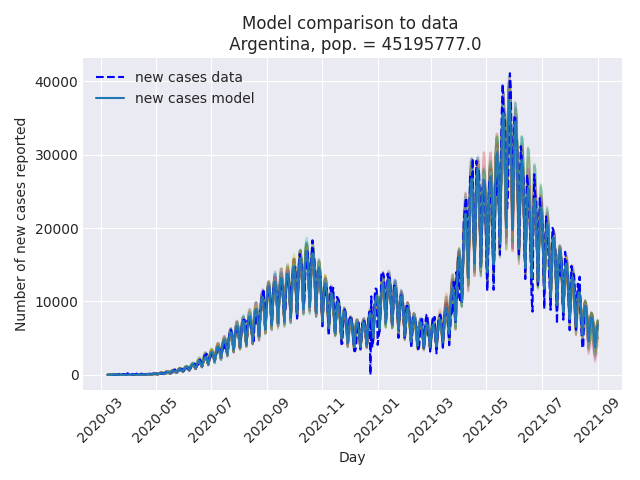 Model comparison to data
Argentina, pop. = 45195777.0
new cases data
new cases model
Number of new cases reported
40000
30000
20000
10000
0
2020-03
2020-05
2020-07
2020-09
2020-11
2021-01
2021-03
2021-05
2021-07
2021-09
Day